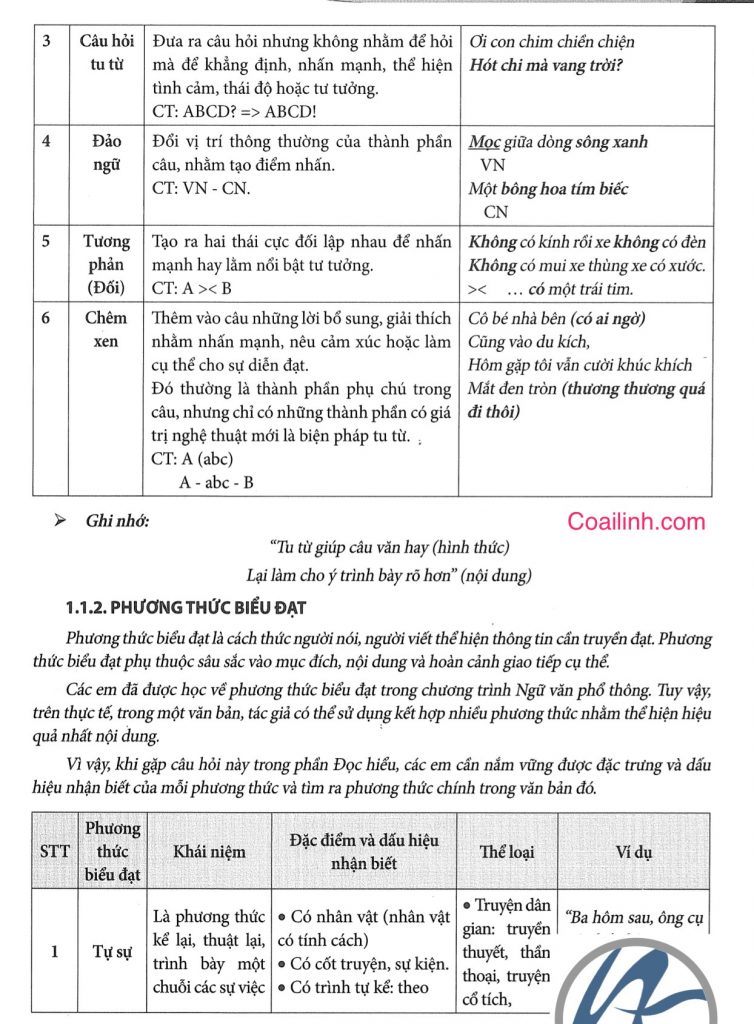 3
Câu hỏi
tu từ
Đưa ra câu hỏi nhưng không nhằm để hỏi
mà để khẳng định, nhấn mạnh, thể hiện
tình cảm, thái độ hoặc tư tưởng.
CT: ABCD? => ABCD!
Ơi con chim chiền chiện
Hót chi mà vang trời?
4
Đảo
ngữ
Đổi vị trí thông thường của thành phần
câu, nhằm tạo điểm nhấn.
CT: VN - CN.
Mọc giữa dòng sông xanh
VN
Một bông hoa tím biếc
CN
5
Tương
phản
(Đối)
Tạo ra hai thái cực đối lập nhau để nhấn
mạnh hay lằm nổi bật tư tưởng.
CT: A >< B
Không có kính rồi xe không có đèn
Không có mui xe thùng xe có xước.
>< … có một trái tim.
6
Chêm
xen
Thêm vào câu những lời bổ sung, giải thích
nhằm nhấn mạnh, nêu cảm xúc hoặc làm
cụ thể cho sự diễn đạt.
Đó thường là thành phần phụ chú trong
câu, nhưng chỉ có những thành phần có giá
trị nghệ thuật mới là biện pháp tu từ.
CT: A (abc)
A - abc - B
Cô bé nhà bên (có ai ngờ)
Cũng vào du kích,
Hôm gặp tôi vẫn cười khúc khích
Mắt đen tròn (thương thương quá
đi thôi)
➢ Ghi nhớ:
Coailinh.com
“Tu từ giúp câu văn hay (hình thức)
Lại làm cho ý trình bày rõ hơn” (nội dung)
1.1.2. PHƯƠNG THỨC BIỂU ĐẠT
Phương thức biểu đạt là cách thức người nói, người viết thể hiện thông tin cần truyền đạt. Phương
thức biểu đạt phụ thuộc sâu sắc vào mục đích, nội dung và hoàn cảnh giao tiếp cụ thể.
Các em đã được học về phương thức biểu đạt trong chương trình Ngữ văn phổ thông. Tuy vậy,
trên thực tế, trong một văn bản, tác giả có thể sử dụng kết hợp nhiều phương thức nhằm thể hiện hiệu
quả nhất nội dung.
Vì vậy, khi gặp câu hỏi này trong phần Đọc hiểu, các em cần nắm vững được đặc trưng và dấu
hiệu nhận biết của mỗi phương thức và tìm ra phương thức chính trong văn bản đó.
STT
Phương
thức
biểu đạt
Khái niệm
Đặc điểm và dấu hiệu
nhận biết
Thể loại
Ví dụ
1
Tự sự
Là phương thức
kể lại, thuật lại,
trình bày một
chuỗi các sự việc
• Có nhân vật (nhân vật
có tính cách)
• Có cốt truyện, sự kiện.
• Có trình tự kể: theo
• Truyện dân
gian: truyền
thuyết, thần
thoại, truyện
cổ tích,
“Ba hôm sau, ông cụ